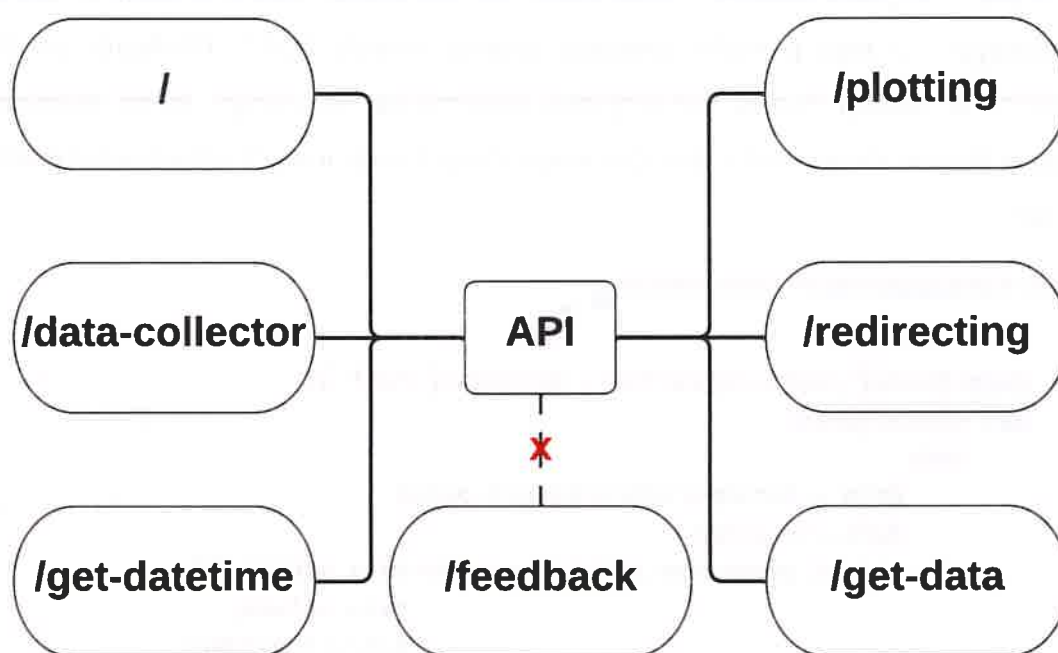 /
/plotting
/data-collector
API
/redirecting
X
/get-datetime
/feedback
/get-data